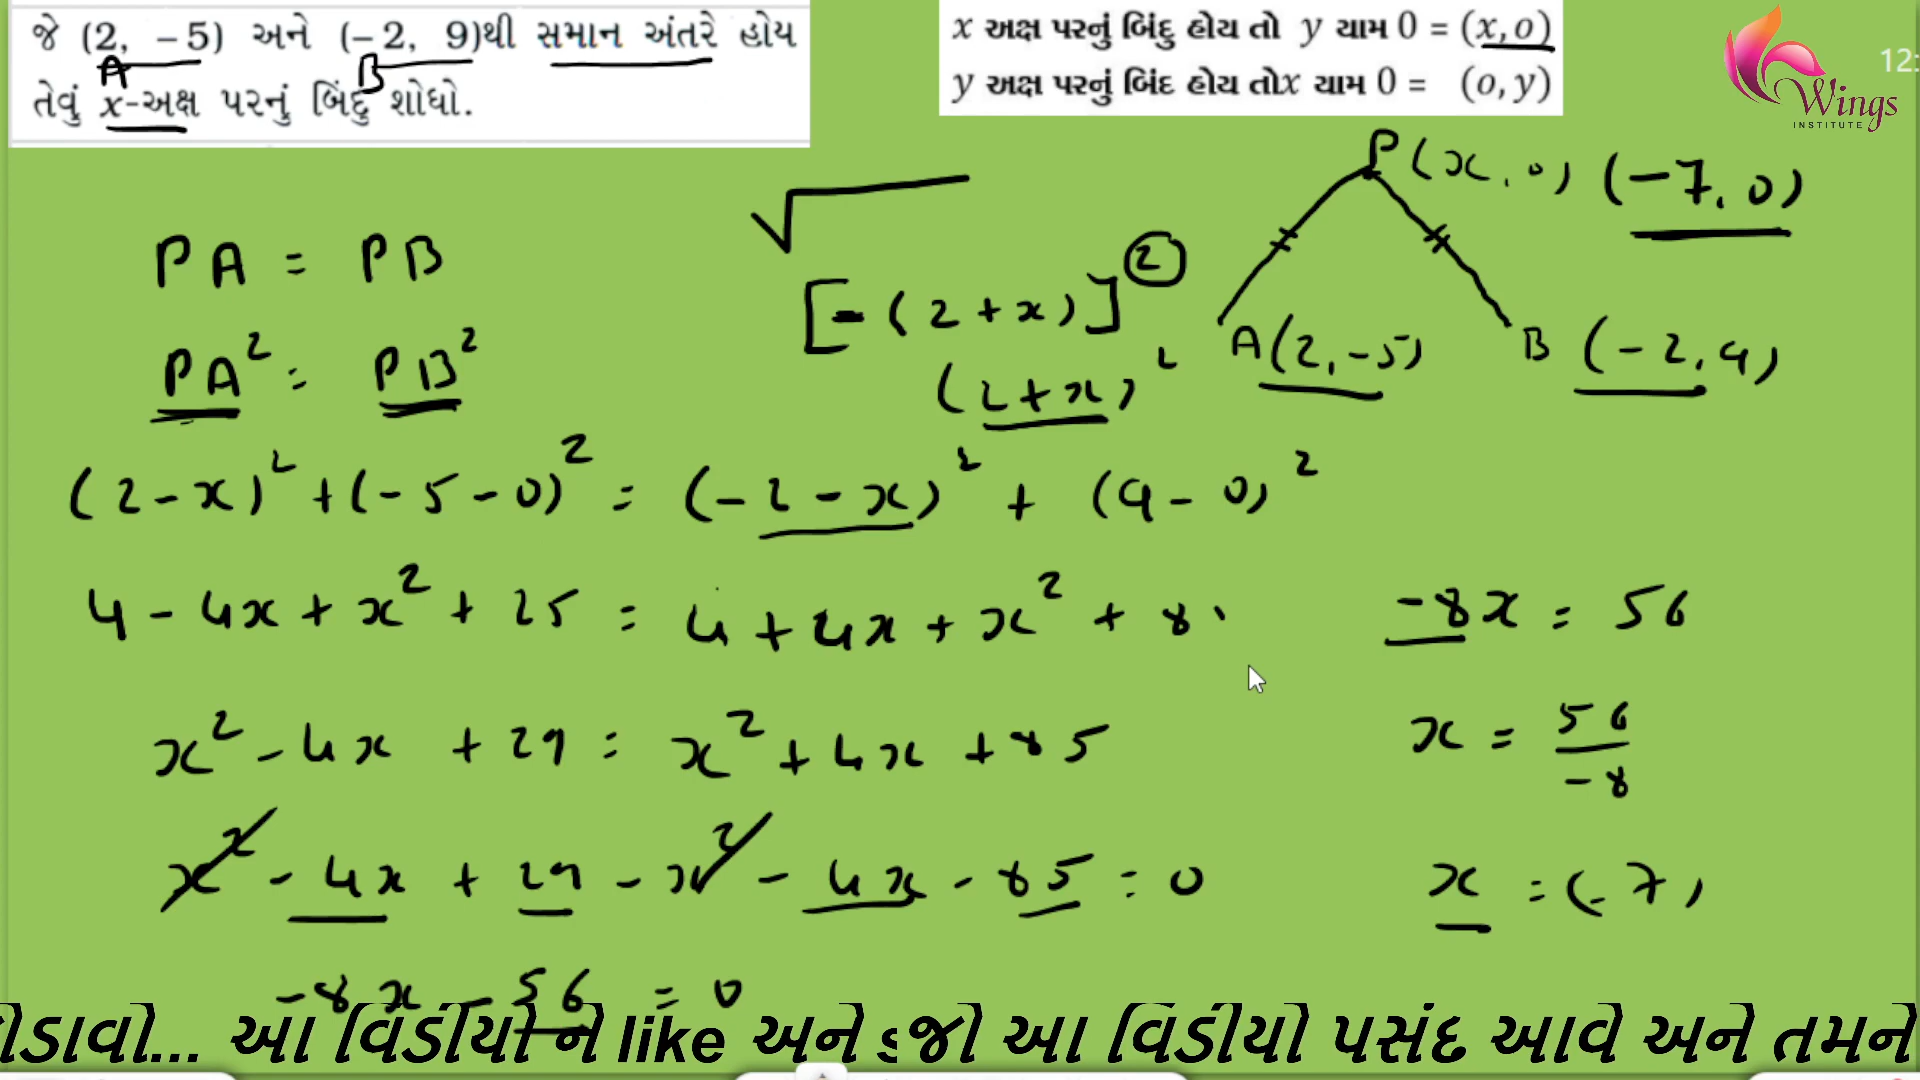 જે (2, −5) અને (−2, 9)થી સમાન અંતરે હોય
A B
તેવું x-અક્ષ પરનું બિંદુ શોધો.
x અક્ષ પરનું બિંદુ હોય તો y યામ 0 = (x, o)
y અક્ષ પરનું બિંદ હોય તોx યામ 0 = (o, y)
12:
Wings
INSTITUTE
P (x, 0) (-7, 0)
PA = PB
√
[-(2+x)]²
(2+x)²
A(2, -5) B (-2, 9)
PA² = PB²
(2-x)² + (-5-0)² = (-2-x)² + (9-0)²
4 - 4x + x² + 25 = 4 + 4x + x² + 81
x² - 4x + 29 = x² + 4x + 85
x² - 4x + 29 - x² - 4x - 85 = 0
-8x - 56 = 0
-8x = 56
x = 56/-8
x = (-7)
ોડાવો... આ વિડીયો ને like અને sજો આ વિડીયો પસંદ આવે અને તમને